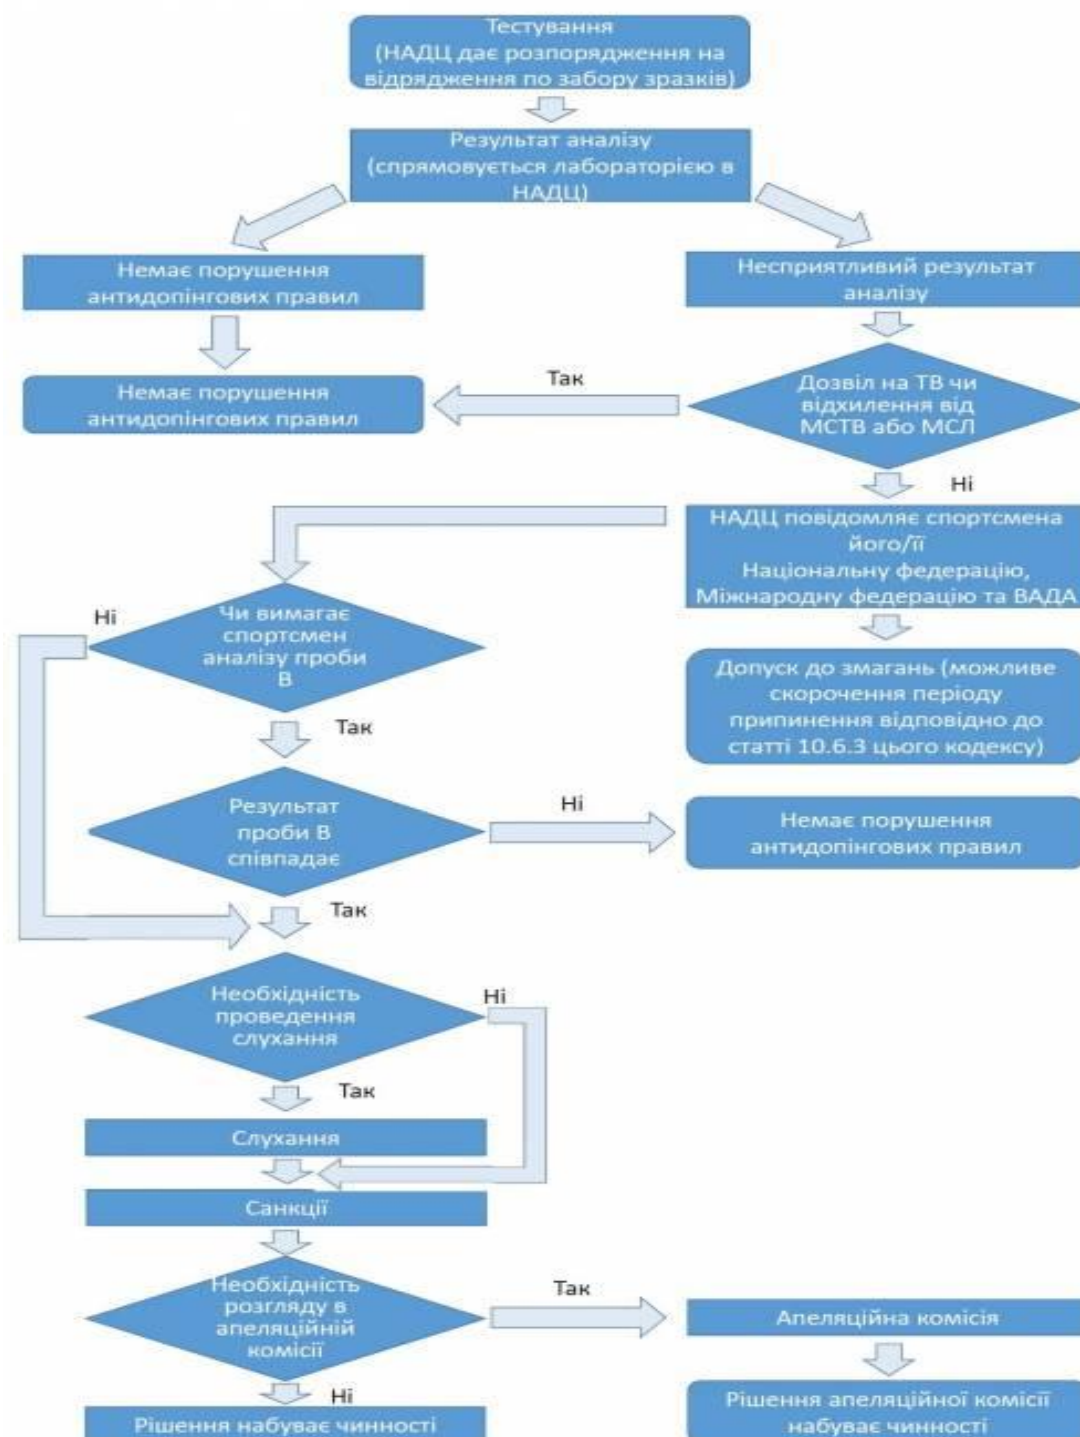 Тестування
(НАДЦ дає розпорядження на
відрядження по забору зразків)
Результат аналізу
(спрямовується лабораторією в
НАДЦ)
Немає порушення
антидопінгових правил
Несприятливий результат
аналізу
Немає порушення
антидопінгових правил
Так
Дозвіл на ТВ чи
відхилення від
МСТВ або МСЛ
Ні
НАДЦ повідомляє спортсмена
його/її
Національну федерацію,
Міжнародну федерацію та ВАДА
Ні
Чи вимагає
спортсмен
аналізу проби
В
Допуск до змагань (можливе
скорочення періоду
припинення відповідно до
статті 10.6.3 цього кодексу)
Так
Результат
проби В
співпадає
Ні
Немає порушення
антидопінгових правил
Так
Необхідність
проведення
слухання
Ні
Так
Слухання
Санкції
Необхідність
розгляду в
апеляційній
комісії
Так
Апеляційна комісія
Ні
Рішення набуває чинності
Рішення апеляційної комісії
набуває чинності